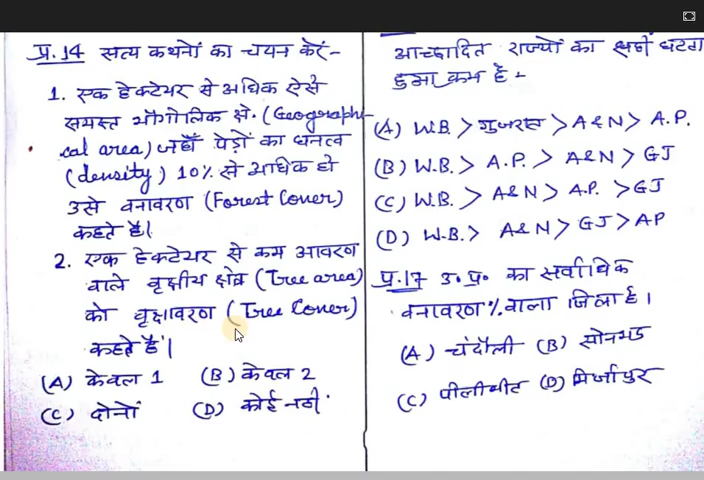 प्र.14 सत्य कथनों का चयन करें-
1. एक हेक्टेयर से अधिक ऐसे
समस्त भौगोलिक क्षे. (Geographi-
cal area) जहाँ पेड़ों का घनत्व
(density) 10% से अधिक हो
उसे वनावरण (Forest Cover)
कहते हैं।
2. एक हेक्टेयर से कम आवरण
वाले वृक्षीय क्षेत्र (Tree area)
को वृक्षावरण (Tree Cover)
कहते हैं।
(A) केवल 1 (B) केवल 2
(C) दोनों (D) कोई नहीं
आच्छादित राज्यों का सही घटता
हुआ क्रम है -
(A) W.B. > गुजरात > A&N > A.P.
(B) W.B. > A.P. > A&N > GJ
(C) W.B. > A&N > A.P. > GJ
(D) W.B. > A&N > GJ > AP
प्र.17 उ.प्र. का सर्वाधिक
वनावरण % वाला जिला है।
(A) चंदौली (B) सोनभद्र
(C) पीलीभीत (D) मिर्जापुर